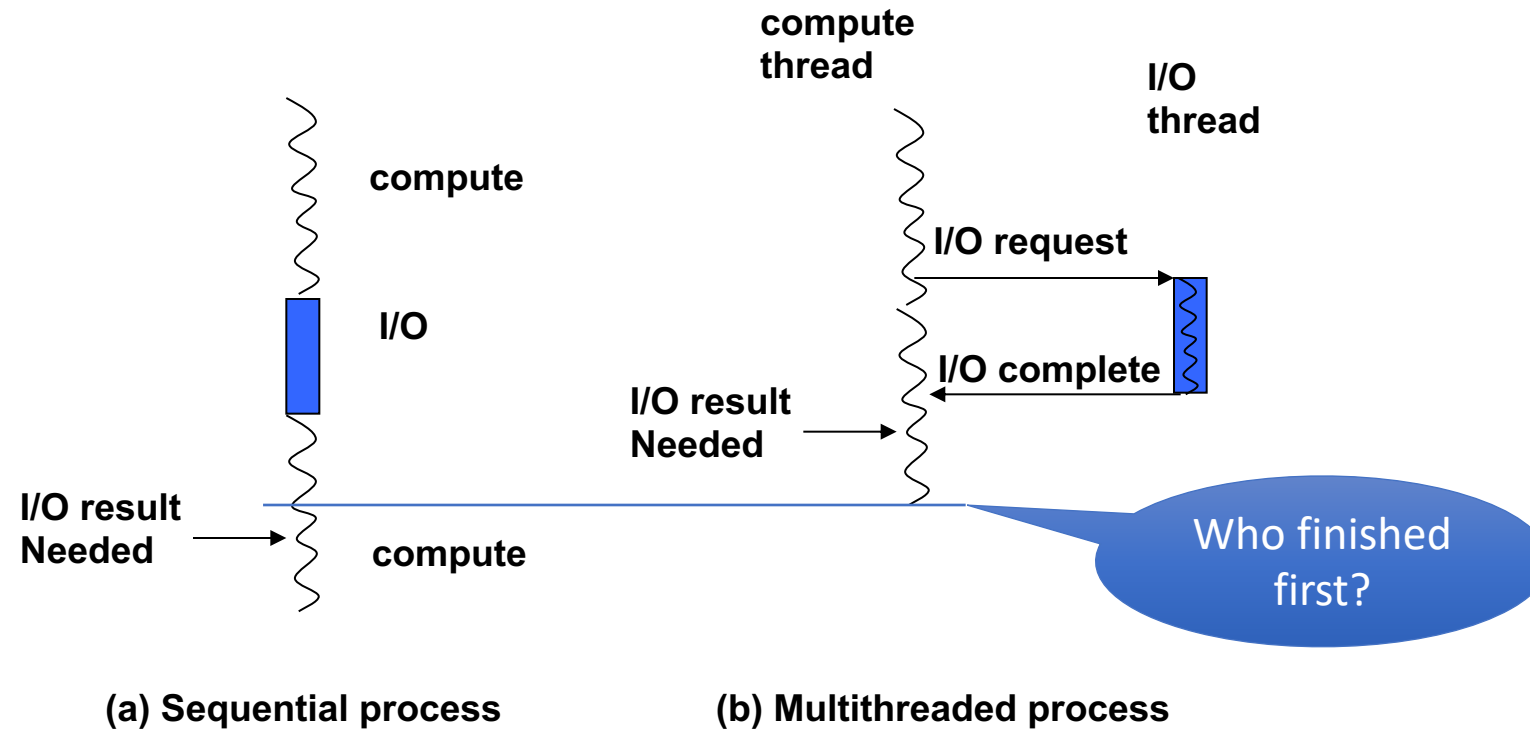 compute
thread
I/O
thread
compute
I/O request
I/O
I/O complete
I/O result
Needed
I/O result
Needed
compute
Who finished
first?
(a) Sequential process
(b) Multithreaded process